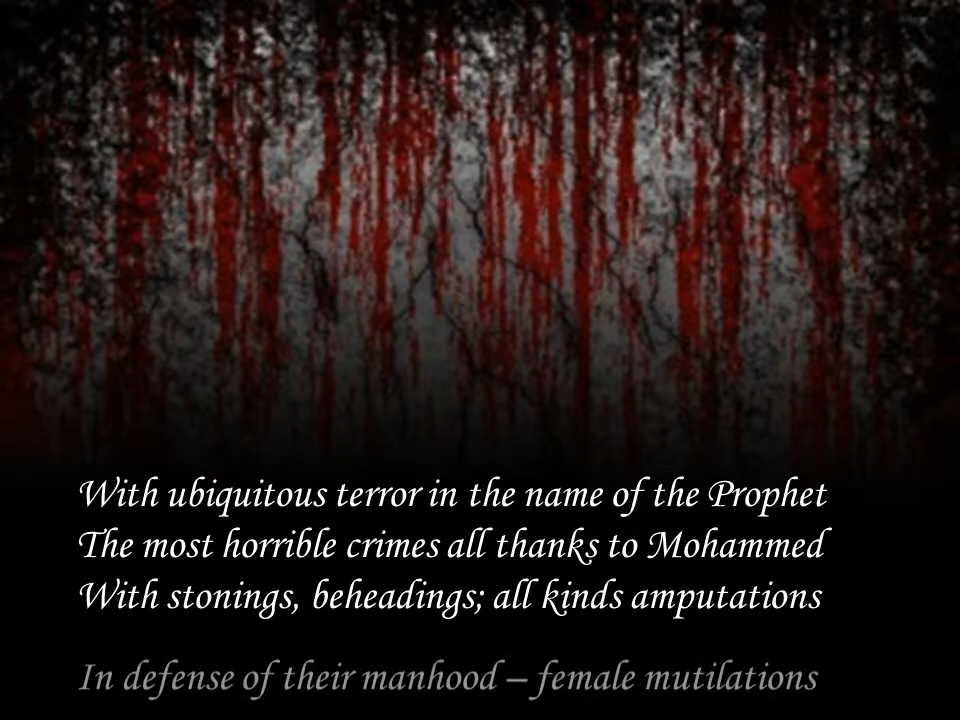 With ubiquitous terror in the name of the Prophet
The most horrible crimes all thanks to Mohammed
With stonings, beheadings; all kinds amputations
In defense of their manhood – female mutilations